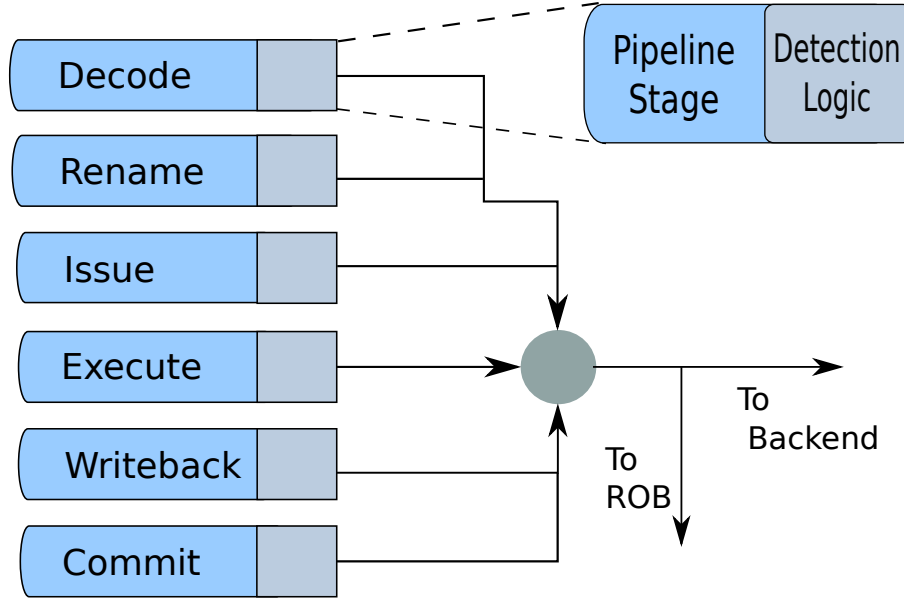 Decode
Pipeline
Stage
Detection
Logic
Rename
Issue
Execute
Writeback
Commit
To
Backend
To
ROB